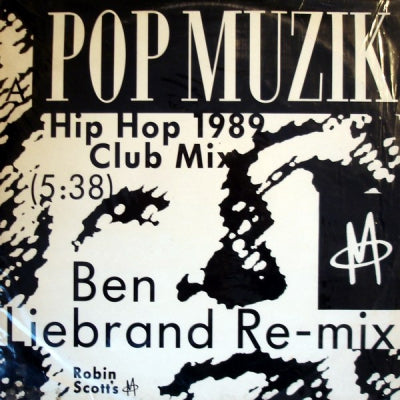 POP MUZIK
A
Hip Hop 1989
Club Mix
(5:38)
M
Ben
Liebrand Re-mix
Robin
Scott's M